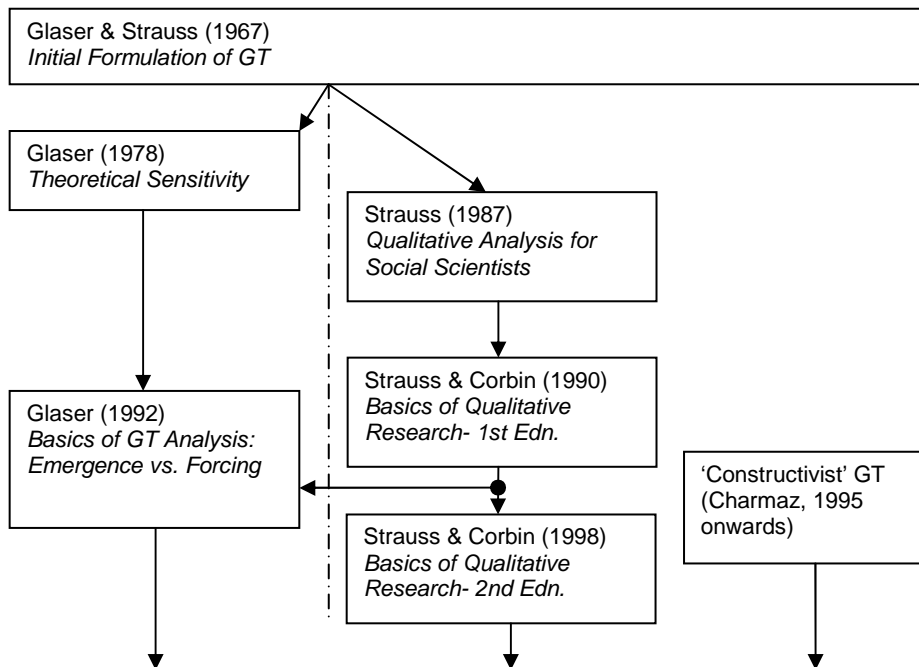 Glaser & Strauss (1967)
Initial Formulation of GT
Glaser (1978)
Theoretical Sensitivity
Strauss (1987)
Qualitative Analysis for
Social Scientists
Strauss & Corbin (1990)
Basics of Qualitative
Research- 1st Edn.
Glaser (1992)
Basics of GT Analysis:
Emergence vs. Forcing
‘Constructivist’ GT
(Charmaz, 1995
onwards)
Strauss & Corbin (1998)
Basics of Qualitative
Research- 2nd Edn.